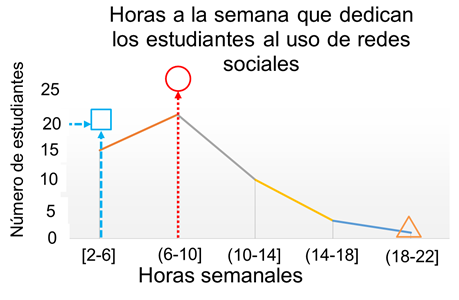 Horas a la semana que dedican
los estudiantes al uso de redes
sociales
Número de estudiantes
25
20
15
10
5
0
[2-6] (6-10] (10-14] (14-18] (18-22]
Horas semanales